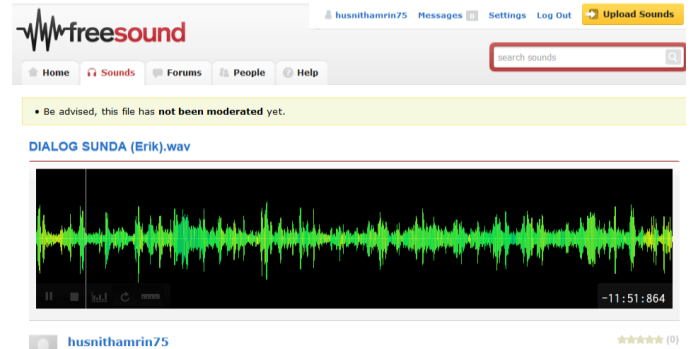 freesound
husnithamrin75 Messages 0 Settings Log Out Upload Sounds
search sounds
Home Sounds Forums People Help
• Be advised, this file has not been moderated yet.
DIALOG SUNDA (Erik).wav
-11:51:864
husnithamrin75
(0)